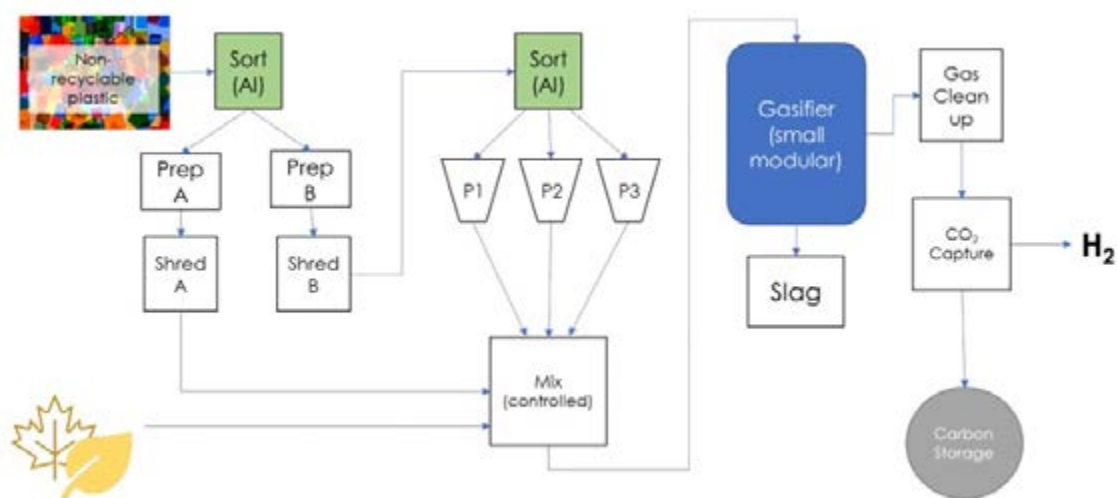 Non-
recyclable
plastic
Sort
(AI)
Prep
A
Prep
B
Shred
A
Shred
B
Sort
(AI)
P1
P2
P3
Mix
(controlled)
Gasifier
(small
modular)
Slag
Gas
Clean
up
CO₂
Capture
H₂
Carbon
Storage